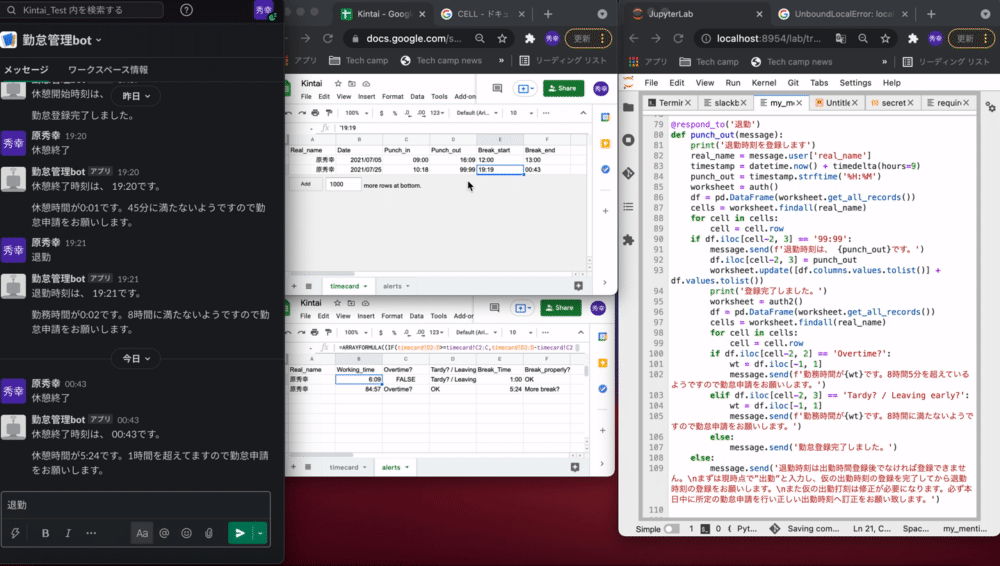 Kintai_Test 内を検索する
勤怠管理bot
メッセージ ワークスペース情報
休憩開始時刻は、
昨日
勤怠登録完了しました。
原秀幸 19:20
休憩終了
勤怠管理bot アプリ 19:20
休憩終了時刻は、 19:20です。
休憩時間が0:01です。45分に満たないようですので勤
怠申請をお願いします。
原秀幸 19:21
退勤
勤怠管理bot アプリ 19:21
退勤時刻は、 19:21です。
勤務時間が0:02です。8時間に満たないようですので勤
怠申請をお願いします。
今日
原秀幸 00:43
休憩終了
勤怠管理bot アプリ 00:43
休憩終了時刻は、 00:43です。
休憩時間が5:24です。1時間を超えてますので勤怠申請
をお願いします。
退勤
Kintai - Goog
CELL - ドキュ
docs.google.com/s...
秀幸
更新
アプリ Tech camp Tech camp news » リーディング リスト
Kintai
File Edit View Insert Format Data Tools Add-on
Share
100% $ % .0 .00 123 Default (Ari... 10
fx '19:19
A B C D E F
Real_name Date Punch_in Punch_out Break_start Break_end
原秀幸 2021/07/05 09:00 16:09 12:00 13:00
原秀幸 2021/07/05 10:18 99:99 19:19 00:43
Add 1000 more rows at bottom.
timecard alerts
Kintai
File Edit View Insert Format Data Tools Add-on
Share
100% $ % .0 .00 123 Default (Ari... 10
fx =ARRAYFORMULA((IF(timecard!D2:D>=timecard!C2:C,timecard!D2:D-timecard!C2
A B C D E F
Real_name Working_time Overtime? Tardy? / Leaving Break_Time Break_properly?
原秀幸 6:09 FALSE Tardy? / Leaving 1:00 OK
原秀幸 84:57 Overtime? OK 5:24 More break?
timecard alerts
JupyterLab
UnboundLocalError: local
localhost:8954/lab/tr...
秀幸
更新
アプリ Tech camp Tech camp news » リーディング リスト
File Edit View Run Kernel Git Tabs Settings Help
Termir slackb my_m Untitle secret requir
79
80 @respond_to('退勤')
def punch_out(message):
81 print('退勤時刻を登録します')
82 real_name = message.user['real_name']
83 timestamp = datetime.now() + timedelta(hours=9)
84 punch_out = timestamp.strftime('%H:%M')
85 worksheet = auth()
86 df = pd.DataFrame(worksheet.get_all_records())
87 cells = worksheet.findall(real_name)
88 for cell in cells:
89 cell = cell.row
90 if df.iloc[cell-2, 3] == '99:99':
91 message.send(f'退勤時刻は、 {punch_out}です。')
92 df.iloc[cell-2, 3] = punch_out
93 worksheet.update([df.columns.values.tolist()] +
df.values.tolist())
94 print('登録完了しました。')
95 worksheet = auth2()
96 df = pd.DataFrame(worksheet.get_all_records())
97 cells = worksheet.findall(real_name)
98 for cell in cells:
99 cell = cell.row
100 if df.iloc[cell-2, 2] == 'Overtime?':
101 wt = df.iloc[-1, 1]
102 message.send(f'勤務時間が{wt}です。8時間5分を超えている
ようですので勤怠申請をお願いします。')
103 elif df.iloc[cell-2, 3] == 'Tardy? / Leaving early?':
104 wt = df.iloc[-1, 1]
105 message.send(f'勤務時間が{wt}です。8時間に満たないようで
すので勤怠申請をお願いします。')
106 else:
107 message.send('勤怠登録完了しました。')
108 else:
109 message.send('退勤時刻は出勤時間登録後でなければ登録できませ
ん。\nまずは現時点で"出勤"と入力し、仮の出勤時刻の登録を完了してから退勤
時刻の登録をお願いします。\nまた仮の出勤打刻は修正が必要になります。必ず本
日中に所定の勤怠申請を行い正しい出勤時刻へ訂正をお願い致します。')
110
Simple 1 0 Pyt... Saving com... Ln 21, C... Spac... my_menti...